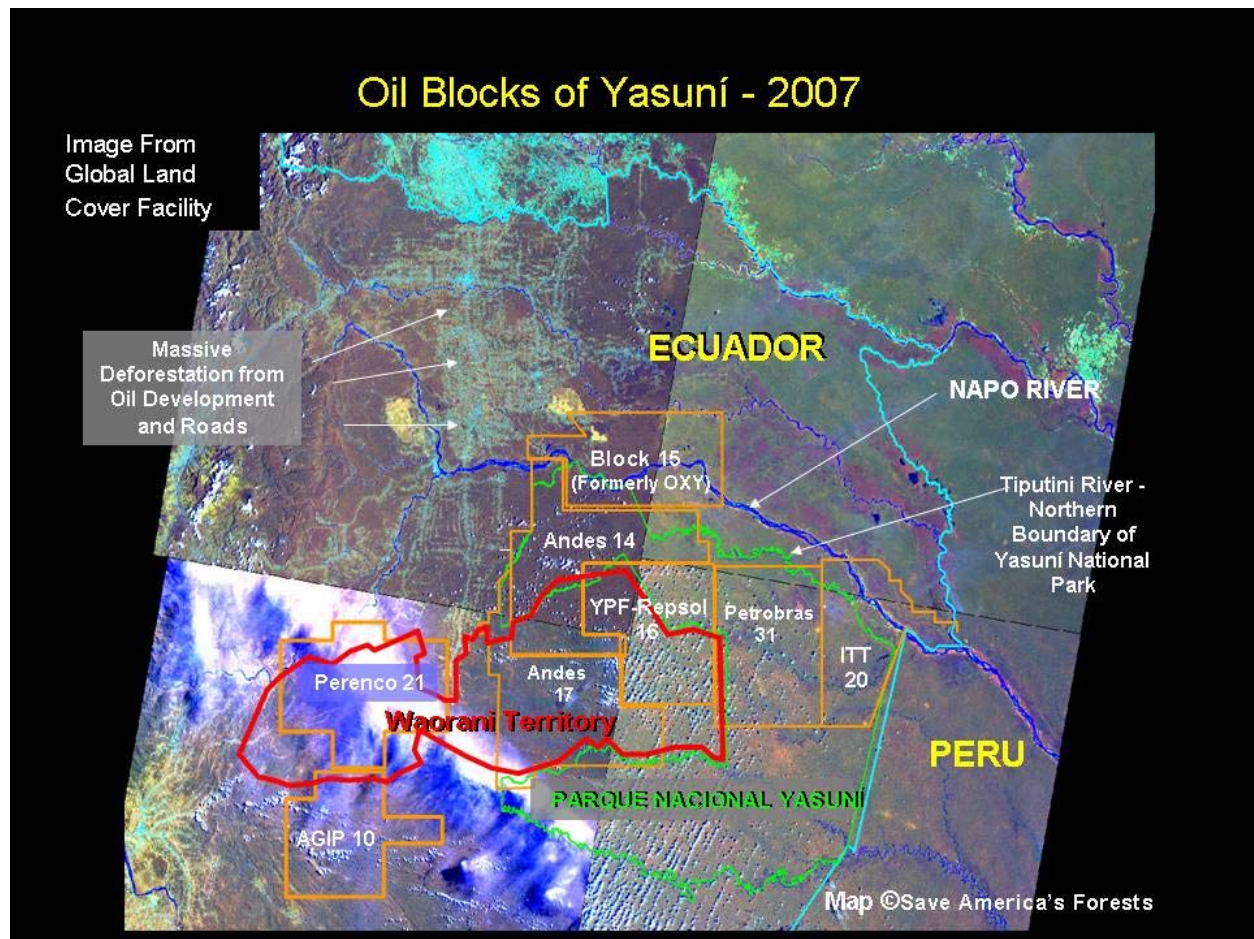 Oil Blocks of Yasuní - 2007
Image From
Global Land
Cover Facility
ECUADOR
Massive
Deforestation from
Oil Development
and Roads
NAPO RIVER
Block 15
(Formerly OXY)
Tiputini River -
Northern
Boundary of
Yasuní National
Park
Andes 14
YPF-Repsol
16
Petrobras
31
ITT
20
Andes
17
Perenco 21
Waorani Territory
PERU
PARQUE NACIONAL YASUNÍ
AGIP 10
Map ©Save America's Forests